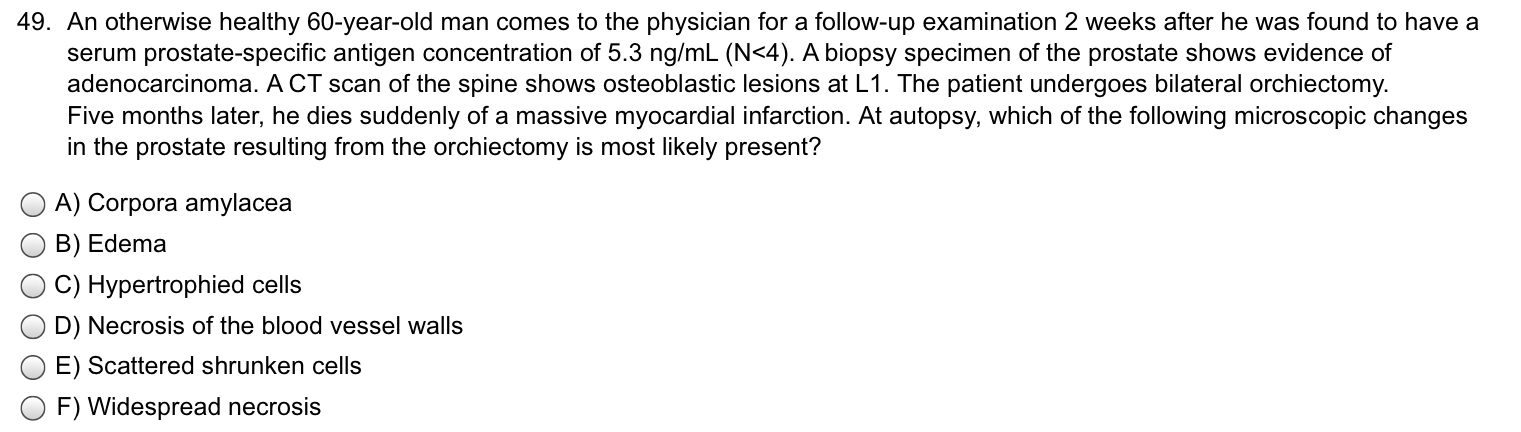 49. An otherwise healthy 60-year-old man comes to the physician for a follow-up examination 2 weeks after he was found to have a
serum prostate-specific antigen concentration of 5.3 ng/mL (N<4). A biopsy specimen of the prostate shows evidence of
adenocarcinoma. A CT scan of the spine shows osteoblastic lesions at L1. The patient undergoes bilateral orchiectomy.
Five months later, he dies suddenly of a massive myocardial infarction. At autopsy, which of the following microscopic changes
in the prostate resulting from the orchiectomy is most likely present?
A) Corpora amylacea
B) Edema
C) Hypertrophied cells
D) Necrosis of the blood vessel walls
E) Scattered shrunken cells
F) Widespread necrosis